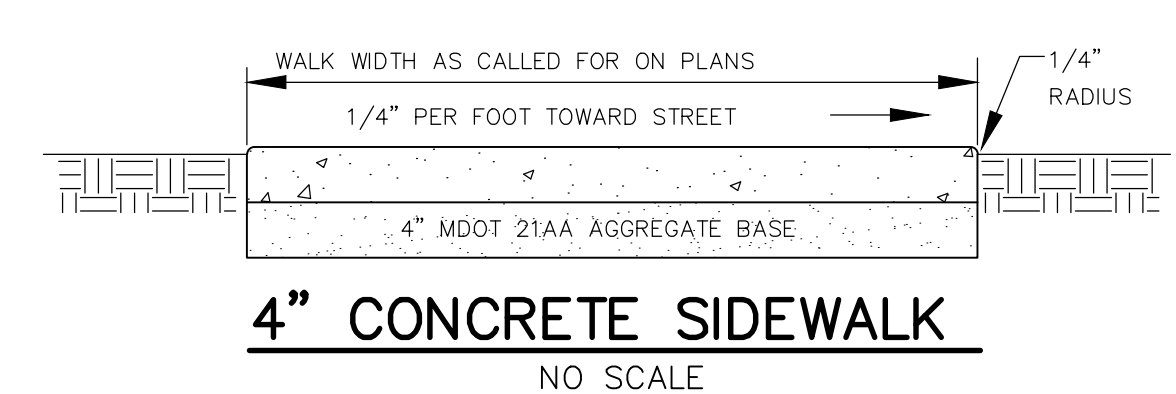 WALK WIDTH AS CALLED FOR ON PLANS
1/4" PER FOOT TOWARD STREET
1/4"
RADIUS
4" MDOT 21AA AGGREGATE BASE
4" CONCRETE SIDEWALK
NO SCALE